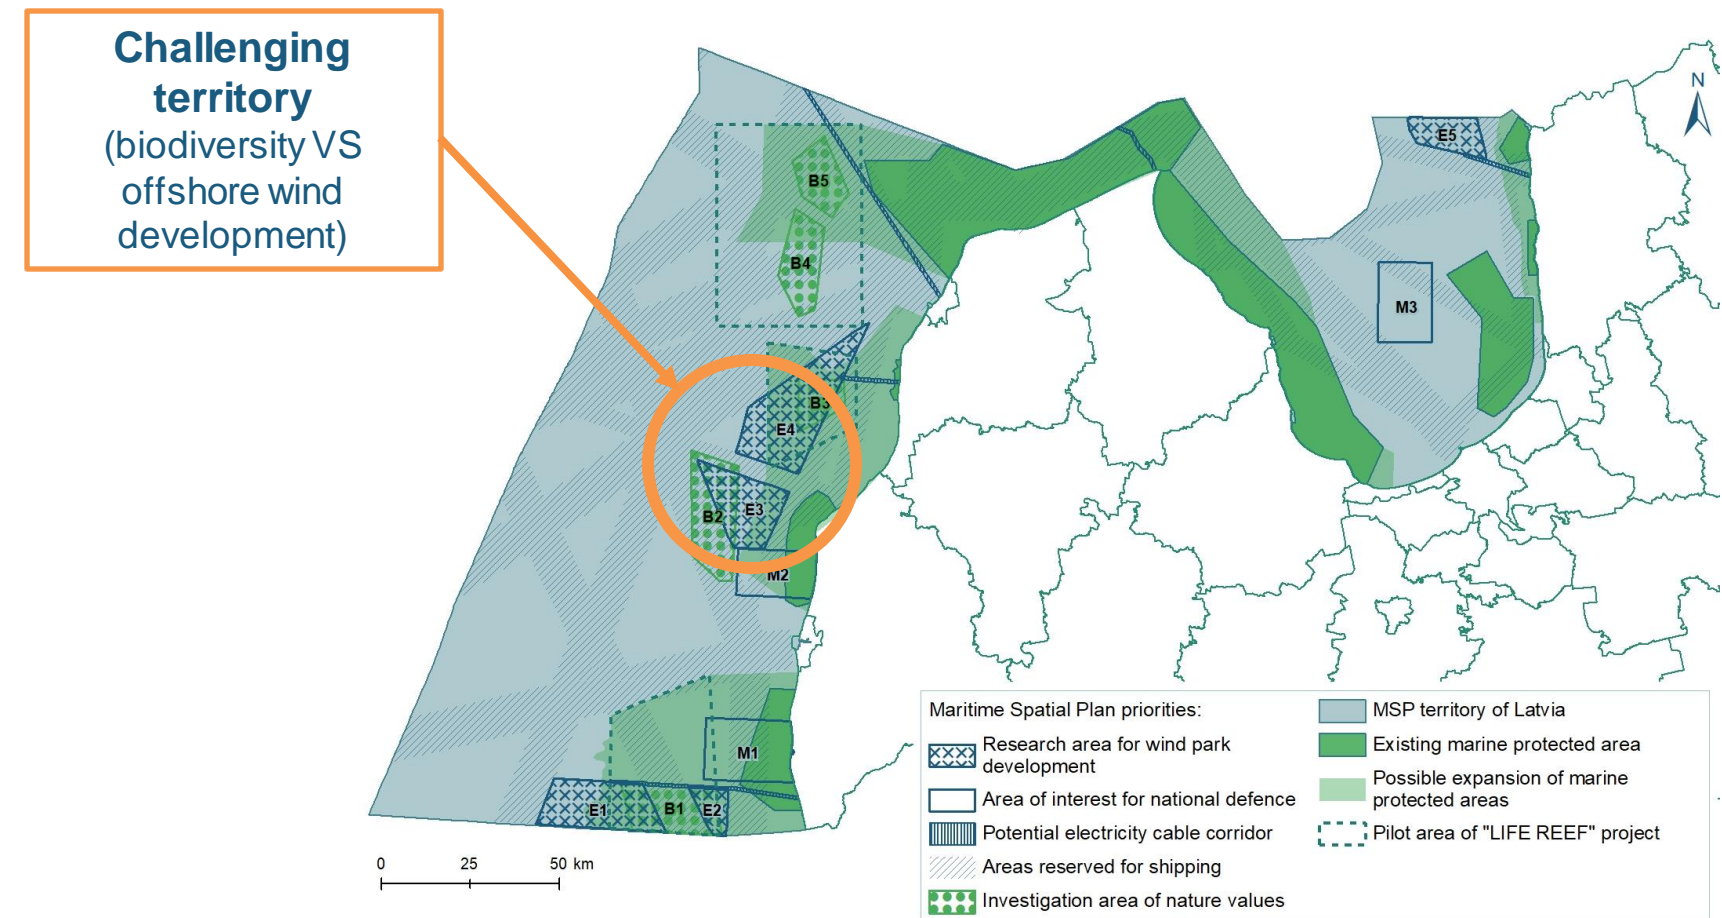 Challenging
territory
(biodiversity VS
offshore wind
development)
N
E5
B5
B4
M3
B3
E4
E3
B2
M2
M1
E1
B1
E2
0 25 50 km
Maritime Spatial Plan priorities:
Research area for wind park
development
Area of interest for national defence
Potential electricity cable corridor
Areas reserved for shipping
Investigation area of nature values
MSP territory of Latvia
Existing marine protected area
Possible expansion of marine
protected areas
Pilot area of "LIFE REEF" project